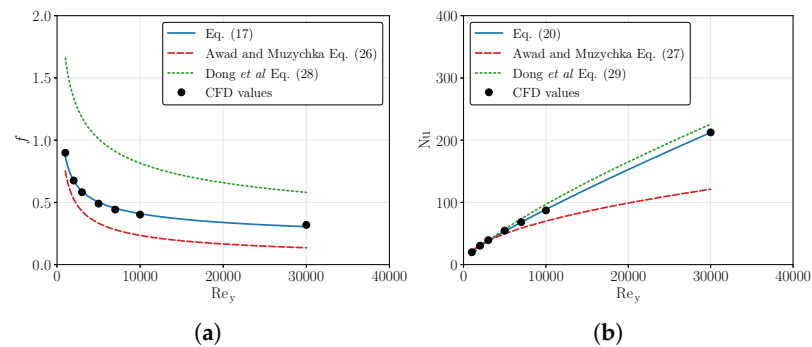 2.0
1.5
1.0
0.5
0.0
f
0
10000
20000
30000
40000
Re y
Eq. (17)
Awad and Muzychka Eq. (26)
Dong et al Eq. (28)
CFD values
(a)
400
300
200
100
0
Nu
0
10000
20000
30000
40000
Re y
Eq. (20)
Awad and Muzychka Eq. (27)
Dong et al Eq. (29)
CFD values
(b)